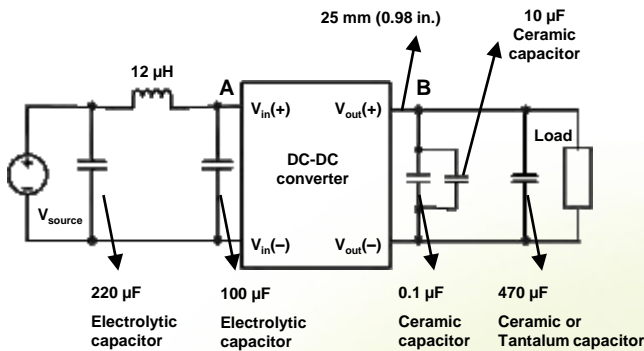 25 mm (0.98 in.)
10 µF
Ceramic
capacitor
12 µH
A
B
Vin(+)
Vout(+)
Load
DC-DC
converter
Vsource
Vin(−)
Vout(−)
220 µF
Electrolytic
capacitor
100 µF
Electrolytic
capacitor
0.1 µF
Ceramic
capacitor
470 µF
Ceramic or
Tantalum capacitor